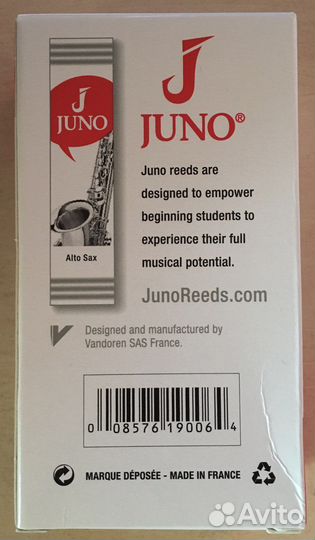 JUNO
Alto Sax
J
JUNO®
Juno reeds are
designed to empower
beginning students to
experience their full
musical potential.
JunoReeds.com
Designed and manufactured by
Vandoren SAS France.
0 08576 19006 4
MARQUE DÉPOSÉE - MADE IN FRANCE
Avito